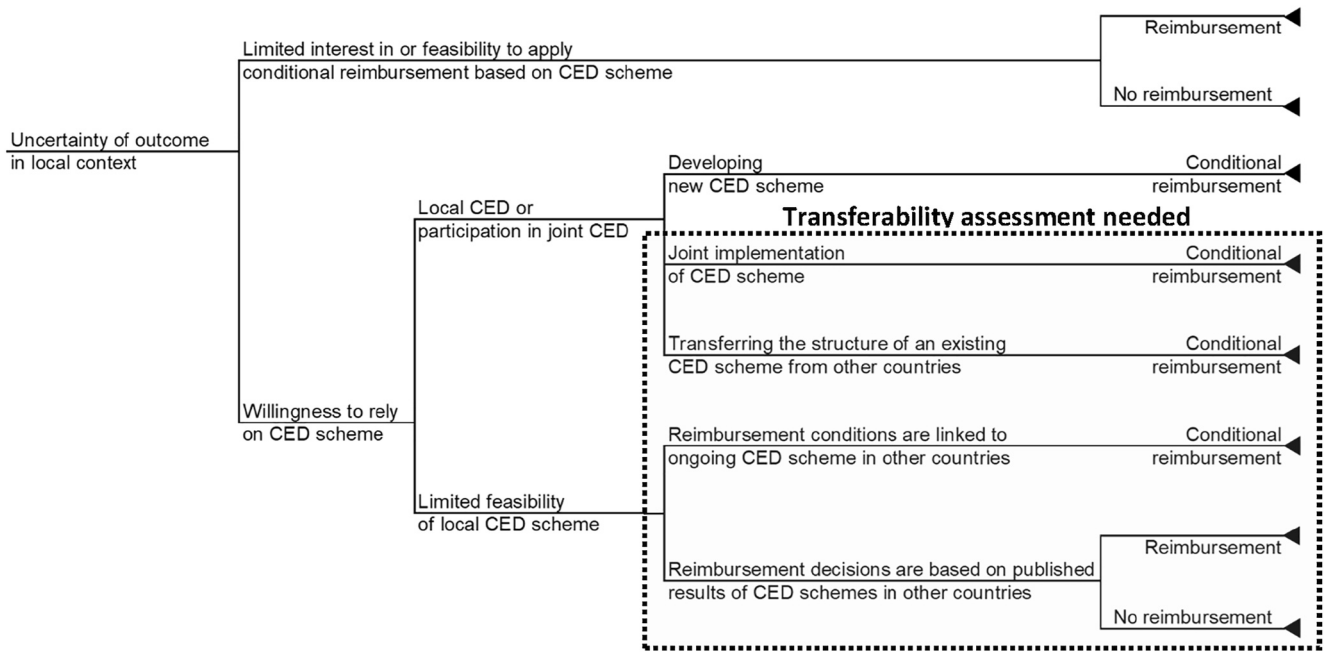 Reimbursement
Limited interest in or feasibility to apply
conditional reimbursement based on CED scheme
No reimbursement
Uncertainty of outcome
in local context
Developing
new CED scheme
Conditional
reimbursement
Local CED or
participation in joint CED
Transferability assessment needed
Joint implementation
of CED scheme
Conditional
reimbursement
Transferring the structure of an existing
CED scheme from other countries
Conditional
reimbursement
Willingness to rely
on CED scheme
Reimbursement conditions are linked to
ongoing CED scheme in other countries
Conditional
reimbursement
Limited feasibility
of local CED scheme
Reimbursement
Reimbursement decisions are based on published
results of CED schemes in other countries
No reimbursement